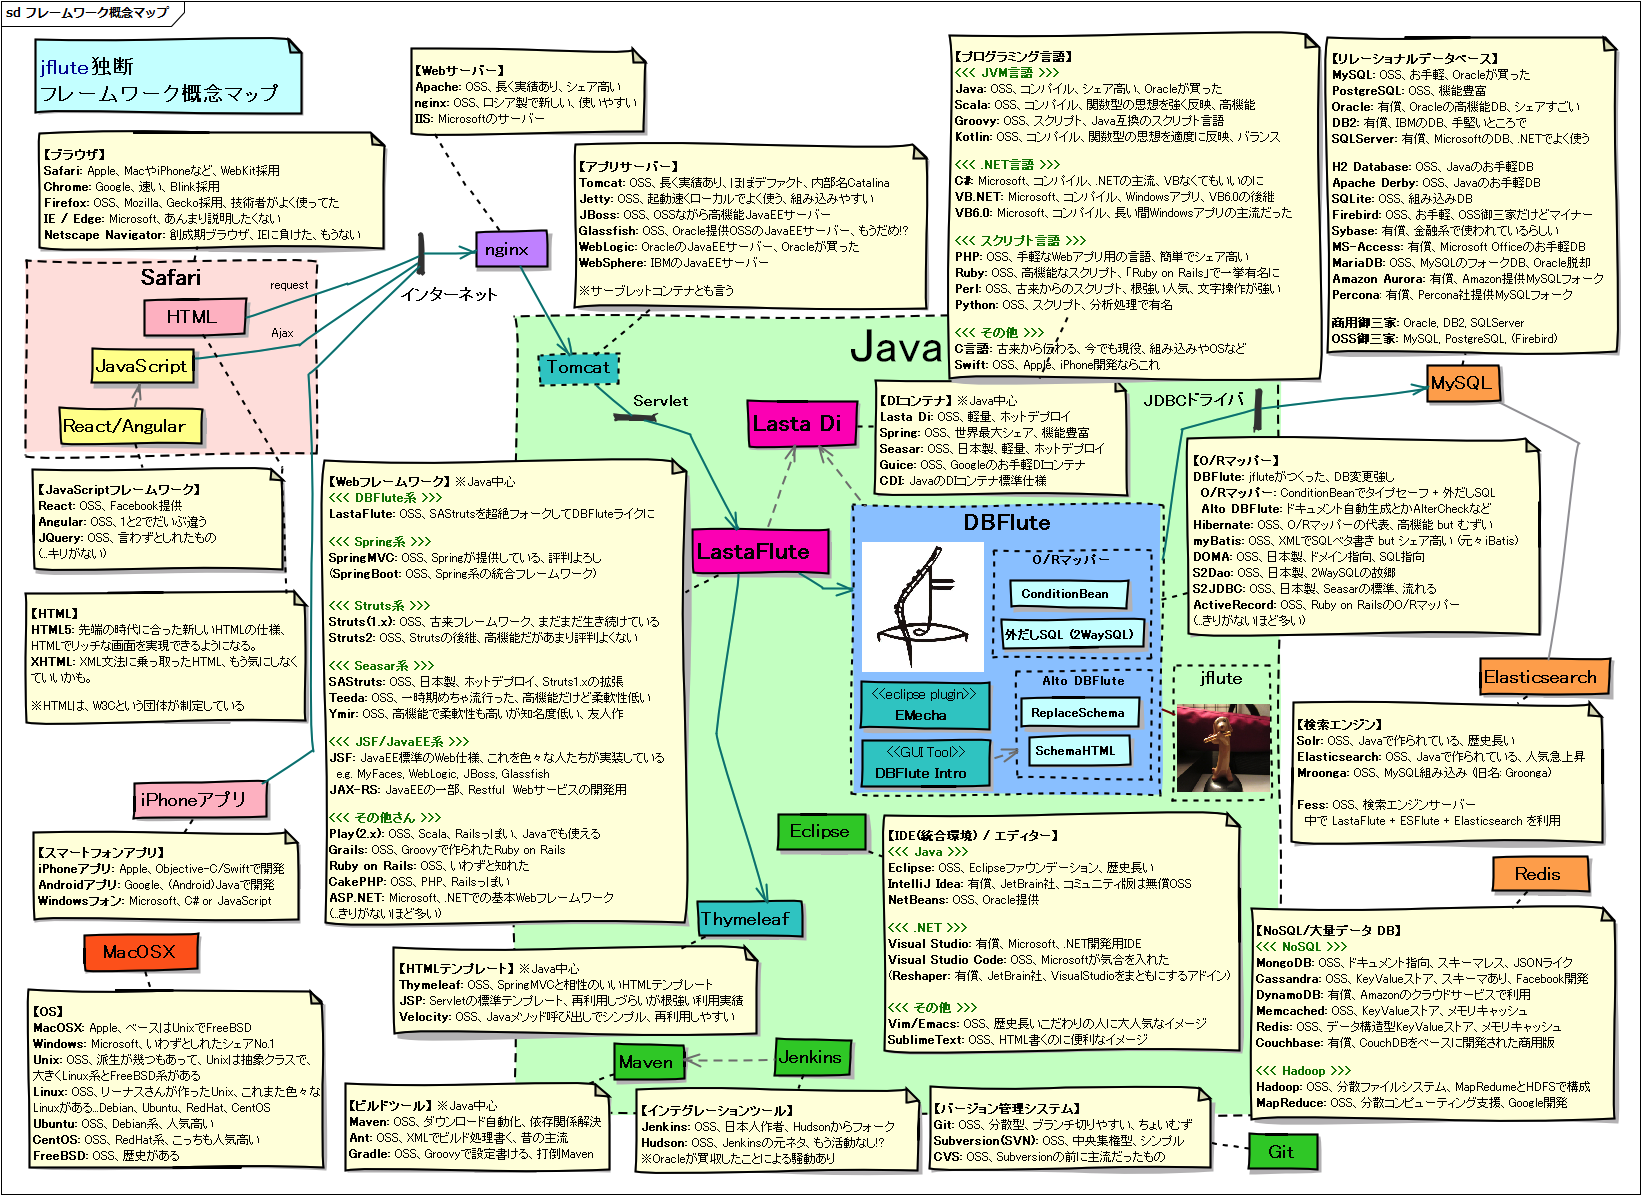 sd フレームワーク概念マップ
jflute独断
フレームワーク概念マップ
【Webサーバー】
Apache: OSS、長く実績あり、シェア高い
nginx: OSS、ロシア製で新しい、使いやすい
IIS: Microsoftのサーバー
【ブラウザ】
Safari: Apple、MacやiPhoneなど、WebKit採用
Chrome: Google、速い、Blink採用
Firefox: OSS、Mozilla、Gecko採用、技術者がよく使ってた
IE / Edge: Microsoft、あんまり説明したくない
Netscape Navigator: 創成期ブラウザ、IEに負けた、もうない
【アプリサーバー】
Tomcat: OSS、長く実績あり、ほぼデファクト、内部名Catalina
Jetty: OSS、起動速くローカルでよく使う、組み込みやすい
JBoss: OSS、OSSながら高機能JavaEEサーバー
Glassfish: OSS、Oracle提供OSSのJavaEEサーバー、もうだめ!?
WebLogic: OracleのJavaEEサーバー、Oracleが買った
WebSphere: IBMのJavaEEサーバー
※サーブレットコンテナとも言う
【プログラミング言語】
<<< JVM言語 >>>
Java: OSS、コンパイル、シェア高い、Oracleが買った
Scala: OSS、コンパイル、関数型の思想を強く反映、高機能
Groovy: OSS、スクリプト、Java互換のスクリプト言語
Kotlin: OSS、コンパイル、関数型の思想を適度に反映、バランス
<<< .NET言語 >>>
C#: Microsoft、コンパイル、.NETの主流、VBなくてもいいのに
VB.NET: Microsoft、コンパイル、Windowsアプリ、VB6.0の後継
VB6.0: Microsoft、コンパイル、長い間Windowsアプリの主流だった
<<< スクリプト言語 >>>
PHP: OSS、手軽なWebアプリ用の言語、簡単でシェア高い
Ruby: OSS、高機能なスクリプト、「Ruby on Rails」で一挙有名に
Perl: OSS、古来からのスクリプト、根強い人気、文字操作が強い
Python: OSS、スクリプト、分析処理で有名
<<< その他 >>>
C言語: 古来から伝わる、今でも現役、組み込みやOSなど
Swift: OSS、Apple、iPhone開発ならこれ
【リレーショナルデータベース】
MySQL: OSS、お手軽、Oracleが買った
PostgreSQL: OSS、機能豊富
Oracle: 有償、Oracleの高機能DB、シェアすごい
DB2: 有償、IBMのDB、手堅いところで
SQLServer: 有償、MicrosoftのDB、.NETでよく使う
H2 Database: OSS、Javaのお手軽DB
Apache Derby: OSS、Javaのお手軽DB
SQLite: OSS、組み込みDB
Firebird: OSS、お手軽、OSS御三家だけどマイナー
Sybase: 有償、金融系で使われているらしい
MS-Access: 有償、Microsoft Officeのお手軽DB
MariaDB: OSS、MySQLのフォークDB、Oracle脱却
Amazon Aurora: 有償、Amazon提供MySQLフォーク
Percona: 有償、Percona社提供MySQLフォーク
商用御三家: Oracle, DB2, SQLServer
OSS御三家: MySQL, PostgreSQL, (Firebird)
Safari
HTML
JavaScript
React/Angular
request
Ajax
インターネット
nginx
Tomcat
Servlet
Java
Lasta Di
LastaFlute
JDBCドライバ
MySQL
【DIコンテナ】 ※Java中心
Lasta Di: OSS、軽量、ホットデプロイ
Spring: OSS、世界最大シェア、機能豊富
Seasar: OSS、日本製、軽量、ホットデプロイ
Guice: OSS、Googleのお手軽DIコンテナ
CDI: JavaのDIコンテナ標準仕様
【O/Rマッパー】
DBFlute: jfluteがつくった、DB変更強し
O/Rマッパー: ConditionBeanでタイプセーフ + 外だしSQL
Alto DBFlute: ドキュメント自動生成とかAlterCheckなど
Hibernate: OSS、O/Rマッパーの代表、高機能 but むずい
myBatis: OSS、XMLでSQLベタ書き but シェア高い (元々iBatis)
DOMA: OSS、日本製、ドメイン指向、SQL指向
S2Dao: OSS、日本製、2WaySQLの故郷
S2JDBC: OSS、日本製、Seasarの標準、流れる
ActiveRecord: OSS、Ruby on RailsのO/Rマッパー
(..きりがないほど多い)
【JavaScriptフレームワーク】
React: OSS、Facebook提供
Angular: OSS、1と2でだいぶ違う
JQuery: OSS、言わずとしれたもの
(..キリがない)
【HTML】
HTML5: 先端の時代に合った新しいHTMLの仕様、
HTMLでリッチな画面を実現できるようになる。
XHTML: XML文法に乗っ取ったHTML、もう気にしなく
ていいかも。
※HTMLは、W3Cという団体が制定している
【Webフレームワーク】 ※Java中心
<<< DBFlute系 >>>
LastaFlute: OSS、SAStrutsを超絶フォークしてDBFluteライクに
<<< Spring系 >>>
SpringMVC: OSS、Springが提供している、評判よろし
(SpringBoot: OSS、Spring系の統合フレームワーク)
<<< Struts系 >>>
Struts(1.x): OSS、古来フレームワーク、まだまだ生き続けている
Struts2: OSS、Strutsの後継、高機能だがあまり評判よくない
<<< Seasar系 >>>
SAStruts: OSS、日本製、ホットデプロイ、Struts1.xの拡張
Teeda: OSS、一時期めちゃ流行った、高機能だけど柔軟性低い
Ymir: OSS、高機能で柔軟性も高いが知名度低い、友人作
<<< JSF/JavaEE系 >>>
JSF: JavaEE標準のWeb仕様、これを色々な人たちが実装している
e.g. MyFaces, WebLogic, JBoss, Glassfish
JAX-RS: JavaEEの一部、Restful Webサービスの開発用
<<< その他さん >>>
Play(2.x): OSS、Scala、Railsっぽい、Javaでも使える
Grails: OSS、Groovyで作られたRuby on Rails
Ruby on Rails: OSS、いわずと知れた
CakePHP: OSS、PHP、Railsっぽい
ASP.NET: Microsoft、.NETでの基本Webフレームワーク
(..きりがないほど多い)
DBFlute
O/Rマッパー
ConditionBean
外だしSQL (2WaySQL)
Alto DBFlute
ReplaceSchema
SchemaHTML
<<eclipse plugin>>
EMecha
<<GUI Tool>>
DBFlute Intro
jflute
Elasticsearch
【検索エンジン】
Solr: OSS、Javaで作られている、歴史長い
Elasticsearch: OSS、Javaで作られている、人気急上昇
Mroonga: OSS、MySQL組み込み (旧名: Groonga)
Fess: OSS、検索エンジンサーバー
中で LastaFlute + ESFlute + Elasticsearch を利用
iPhoneアプリ
【スマートフォンアプリ】
iPhoneアプリ: Apple、Objective-C/Swiftで開発
Androidアプリ: Google、(Android)Javaで開発
Windowsフォン: Microsoft、C# or JavaScript
MacOSX
【OS】
MacOSX: Apple、ベースはUnixでFreeBSD
Windows: Microsoft、いわずとしれたシェアNo.1
Unix: OSS、派生が幾つもあって、Unixは抽象クラスで、
大きくLinux系とFreeBSD系がある
Linux: OSS、リーナスさんが作ったUnix、これまた色々な
Linuxがある...Debian、Ubuntu、RedHat、CentOS
Ubuntu: OSS、Debian系、人気高い
CentOS: OSS、RedHat系、こっちも人気高い
FreeBSD: OSS、歴史がある
Thymeleaf
【HTMLテンプレート】 ※Java中心
Thymeleaf: OSS、SpringMVCと相性のいいHTMLテンプレート
JSP: Servletの標準テンプレート、再利用しづらいが根強い利用実績
Velocity: OSS、Javaメソッド呼び出しでシンプル、再利用しやすい
Eclipse
【IDE(統合環境) / エディター】
<<< Java >>>
Eclipse: OSS、Eclipseファウンデーション、歴史長い
IntelliJ Idea: 有償、JetBrain社、コミュニティ版は無償OSS
NetBeans: OSS、Oracle提供
<<< .NET >>>
Visual Studio: 有償、Microsoft、.NET開発用IDE
Visual Studio Code: OSS、Microsoftが気合を入れた
(Reshaper: 有償、JetBrain社、VisualStudioをまともにするアドイン)
<<< その他 >>>
Vim/Emacs: OSS、歴史長いこだわりの人に大人気なイメージ
SublimeText: OSS、HTML書くのに便利なイメージ
Redis
【NoSQL/大量データ DB】
<<< NoSQL >>>
MongoDB: OSS、ドキュメント指向、スキーマレス、JSONライク
Cassandra: OSS、KeyValueストア、スキーマあり、Facebook開発
DynamoDB: 有償、Amazonのクラウドサービスで利用
Memcached: OSS、KeyValueストア、メモリキャッシュ
Redis: OSS、データ構造型KeyValueストア、メモリキャッシュ
Couchbase: 有償、CouchDBをベースに開発された商用版
<<< Hadoop >>>
Hadoop: OSS、分散ファイルシステム、MapRedumeとHDFSで構成
MapReduce: OSS、分散コンピューティング支援、Google開発
Maven
Jenkins
【ビルドツール】 ※Java中心
Maven: OSS、ダウンロード自動化、依存関係解決
Ant: OSS、XMLでビルド処理書く、昔の主流
Gradle: OSS、Groovyで設定書ける、打倒Maven
【インテグレーションツール】
Jenkins: OSS、日本人作者、Hudsonからフォーク
Hudson: OSS、Jenkinsの元ネタ、もう活動なし!?
※Oracleが買収したことによる騒動あり
【バージョン管理システム】
Git: OSS、分散型、ブランチ切りやすい、ちょいむず
Subversion(SVN): OSS、中央集権型、シンプル
CVS: OSS、Subversionの前に主流だったもの
Git